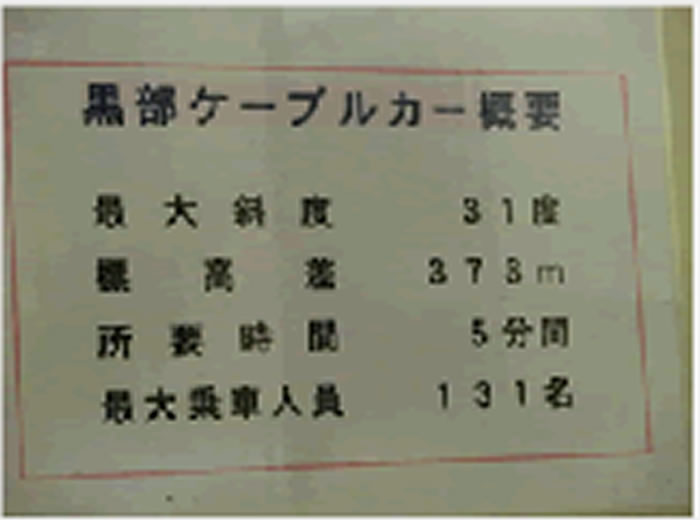 黒部ケーブルカー概要
最大斜度 31度
標高差 373m
所要時間 5分間
最大乗車人員 131名